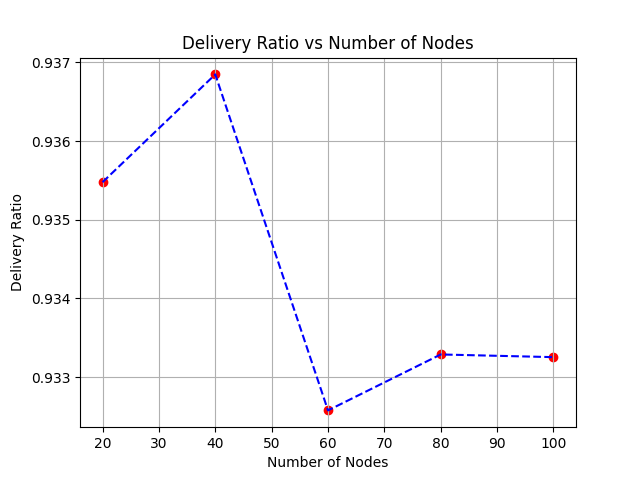 Delivery Ratio vs Number of Nodes
0.937
0.936
0.935
0.934
0.933
Delivery Ratio
20 30 40 50 60 70 80 90 100
Number of Nodes